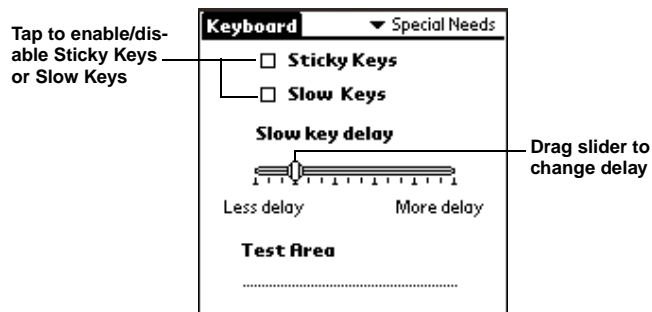 Keyboard
Special Needs
Tap to enable/dis-
able Sticky Keys
or Slow Keys
Sticky Keys
Slow Keys
Slow key delay
Drag slider to
change delay
Less delay
More delay
Test Area